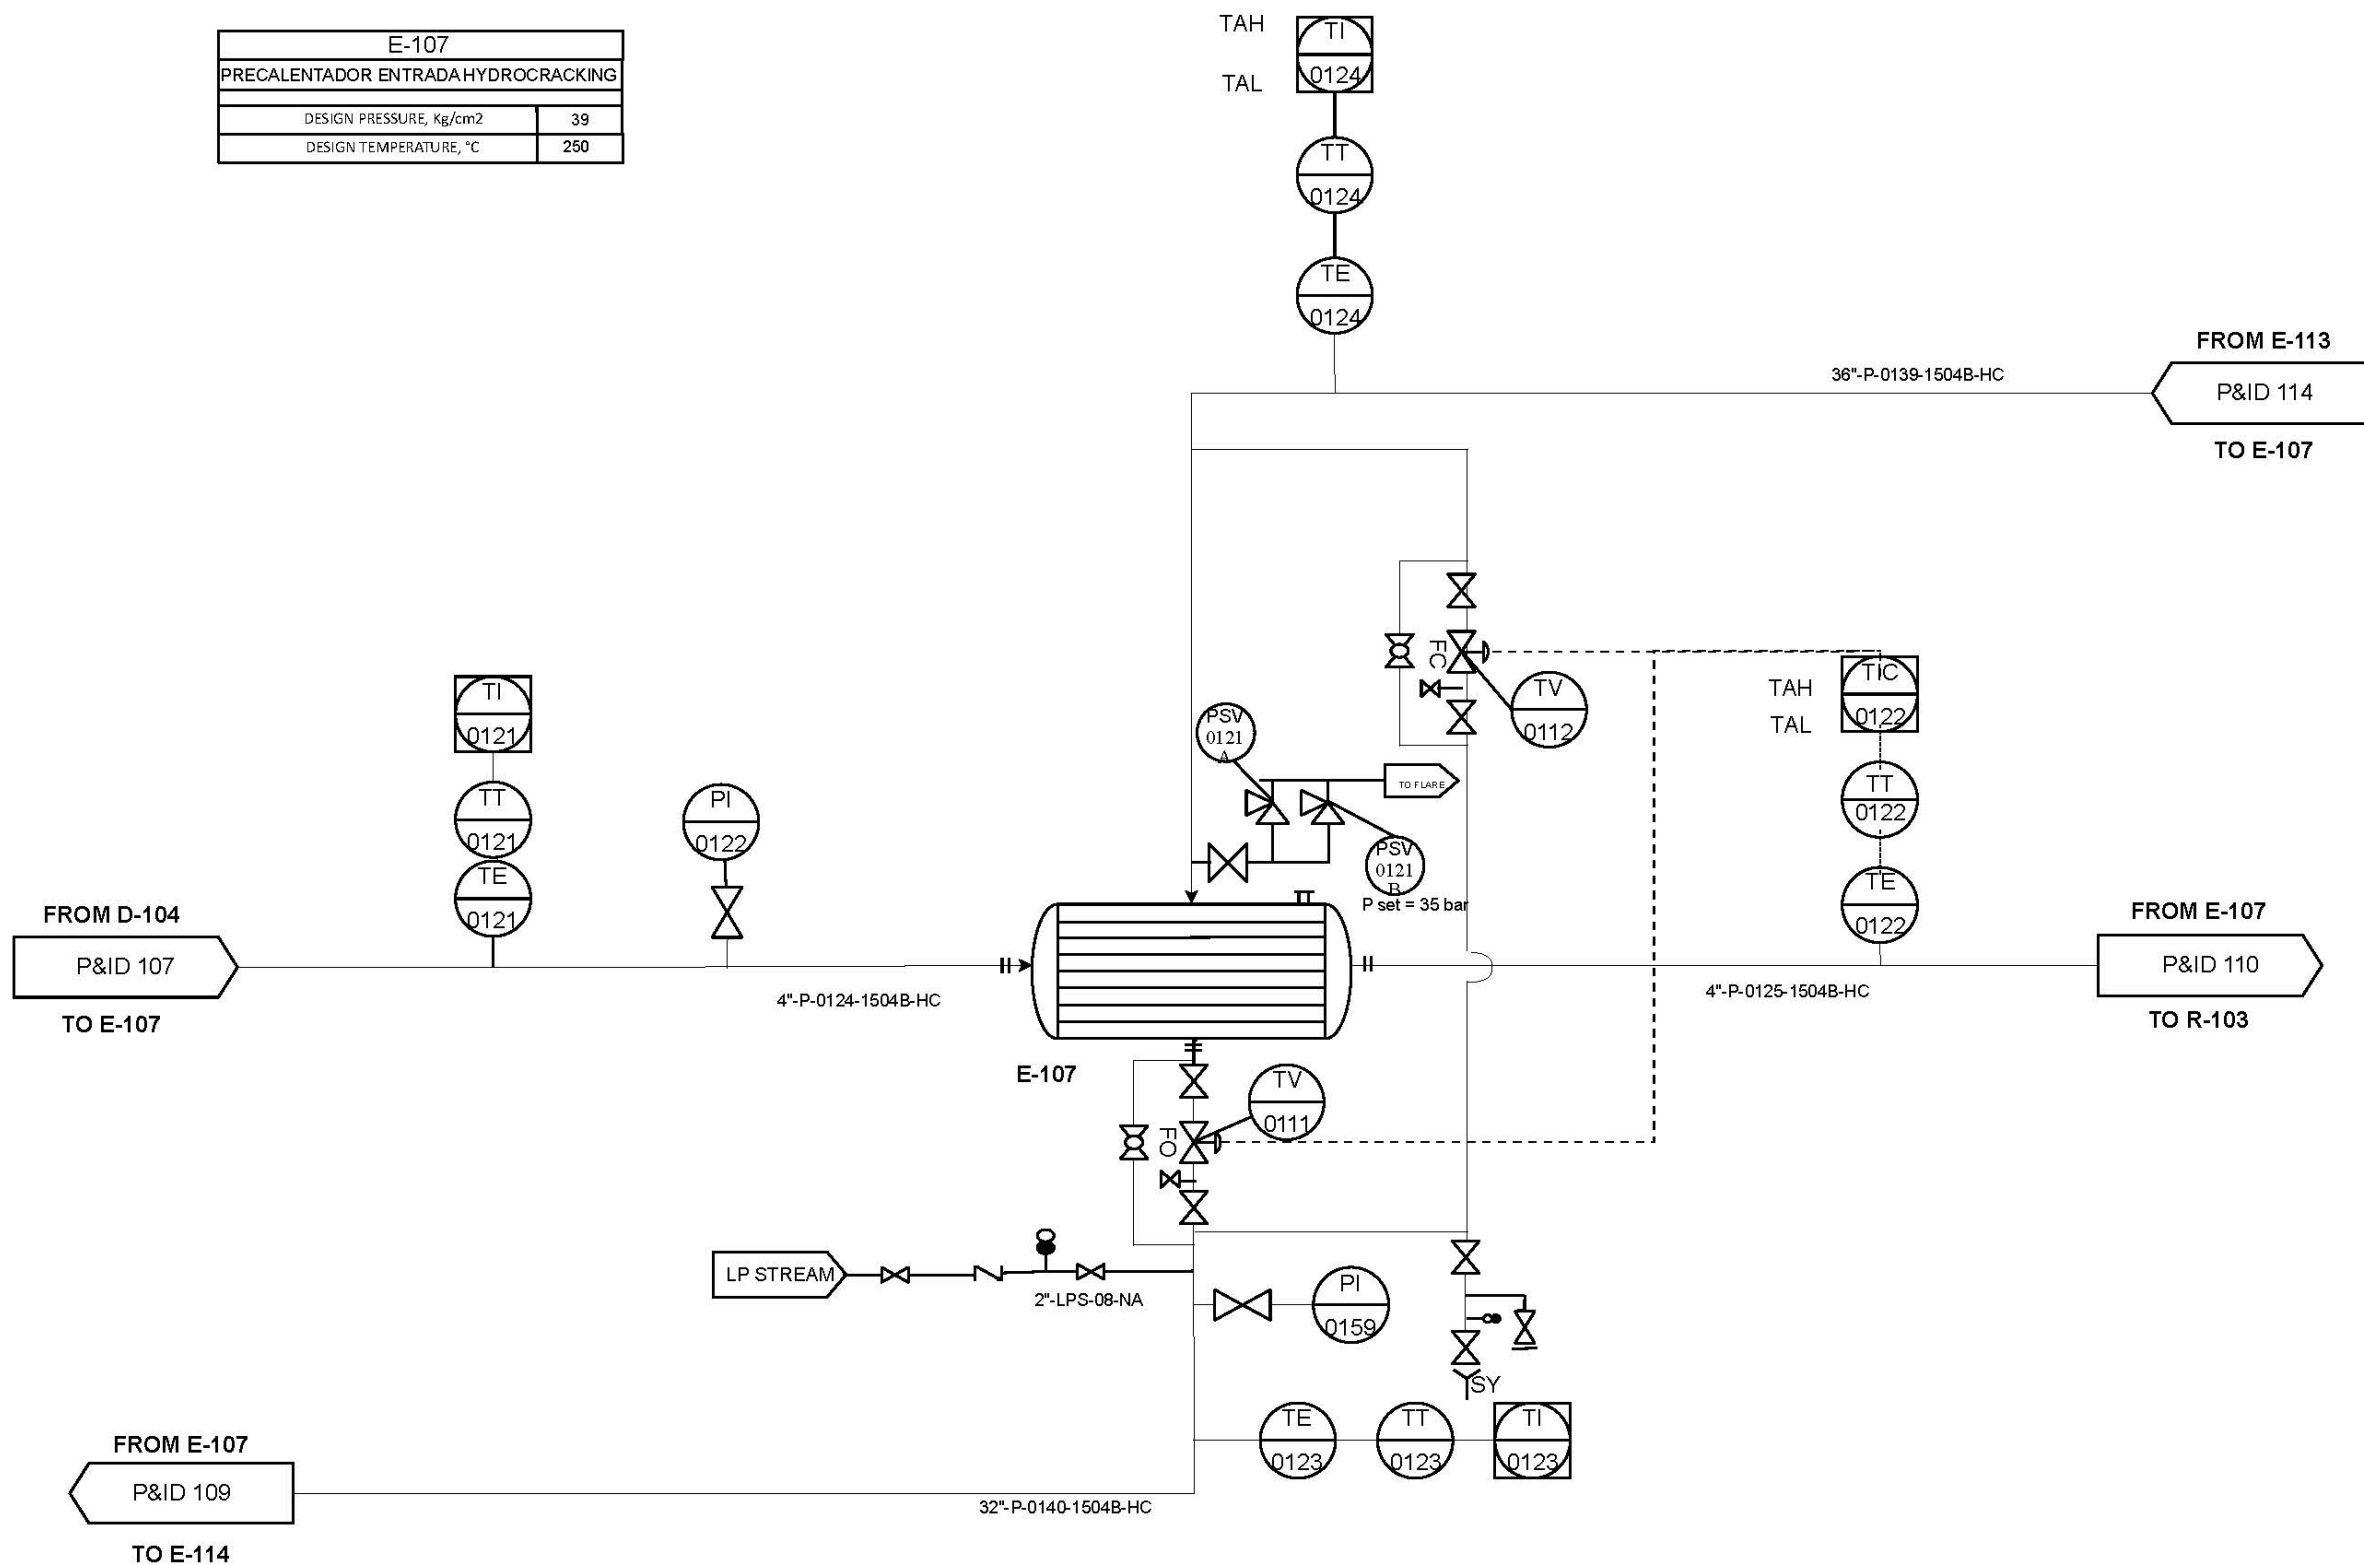 E-107
PRECALENTADOR ENTRADA HYDROCRACKING
DESIGN PRESSURE, Kg/cm2 39
DESIGN TEMPERATURE, °C 250
TAH
TAL
TI
0124
TT
0124
TE
0124
FROM E-113
36"-P-0139-1504B-HC
P&ID 114
TO E-107
FC
TV
0112
TAH
TAL
TIC
0122
TT
0122
TE
0122
TI
0121
TT
0121
TE
0121
PI
0122
PSV
0121
A
TO FLARE
PSV
0121
B
P set = 35 bar
FROM D-104
P&ID 107
TO E-107
4"-P-0124-1504B-HC
FROM E-107
P&ID 110
TO R-103
4"-P-0125-1504B-HC
E-107
TV
0111
FO
LP STREAM
2"-LPS-08-NA
PI
0159
SY
TE
0123
TT
0123
TI
0123
FROM E-107
P&ID 109
TO E-114
32"-P-0140-1504B-HC